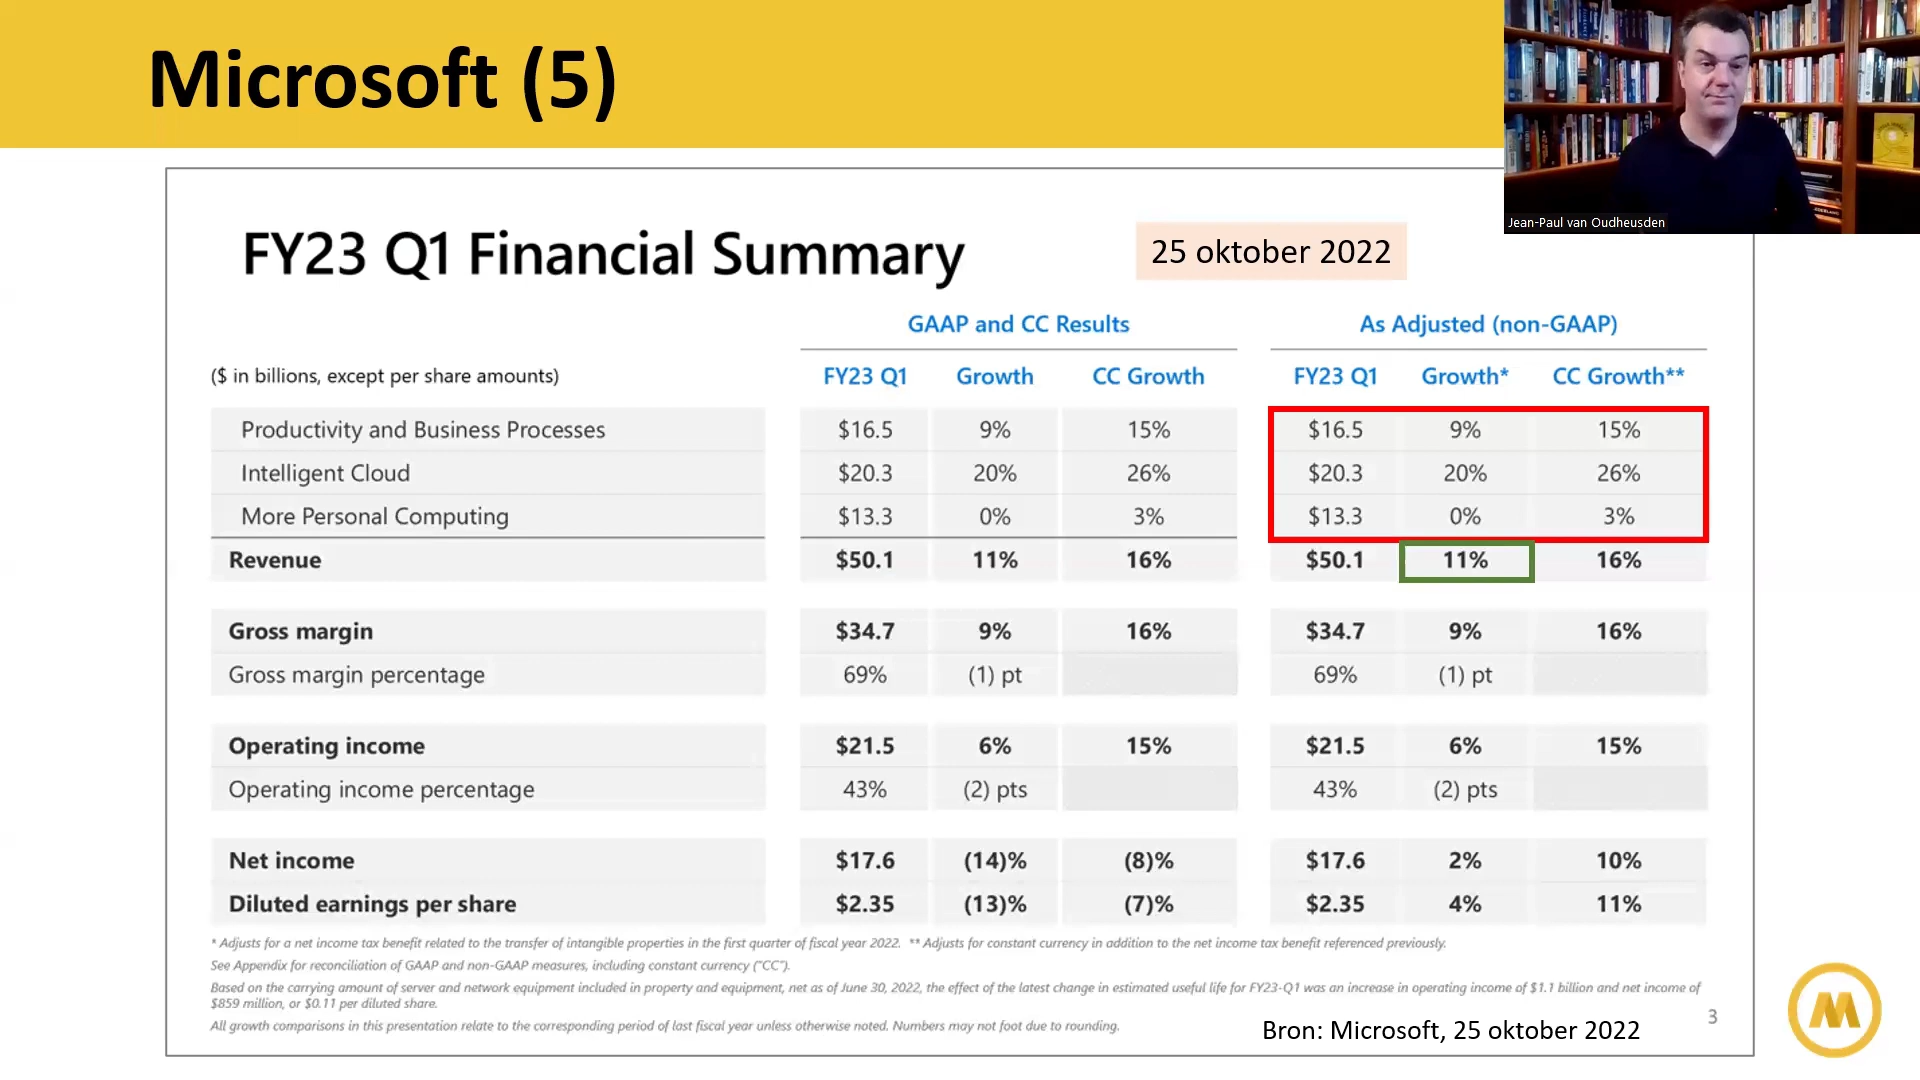 Microsoft (5)
Jean-Paul van Oudheusden
FY23 Q1 Financial Summary
25 oktober 2022
GAAP and CC Results
As Adjusted (non-GAAP)
($ in billions, except per share amounts) FY23 Q1 Growth CC Growth FY23 Q1 Growth* CC Growth**
Productivity and Business Processes $16.5 9% 15% $16.5 9% 15%
Intelligent Cloud $20.3 20% 26% $20.3 20% 26%
More Personal Computing $13.3 0% 3% $13.3 0% 3%
Revenue $50.1 11% 16% $50.1 11% 16%
Gross margin $34.7 9% 16% $34.7 9% 16%
Gross margin percentage 69% (1) pt 69% (1) pt
Operating income $21.5 6% 15% $21.5 6% 15%
Operating income percentage 43% (2) pts 43% (2) pts
Net income $17.6 (14)% (8)% $17.6 2% 10%
Diluted earnings per share $2.35 (13)% (7)% $2.35 4% 11%
* Adjusts for a net income tax benefit related to the transfer of intangible properties in the first quarter of fiscal year 2022. ** Adjusts for constant currency in addition to the net income tax benefit referenced previously.
See Appendix for reconciliation of GAAP and non-GAAP measures, including constant currency ("CC").
Based on the carrying amount of server and network equipment included in property and equipment, net as of June 30, 2022, the effect of the latest change in estimated useful life for FY23-Q1 was an increase in operating income of $1.1 billion and net income of
$859 million, or $0.11 per diluted share.
All growth comparisons in this presentation relate to the corresponding period of last fiscal year unless otherwise noted. Numbers may not foot due to rounding.
Bron: Microsoft, 25 oktober 2022
3
M